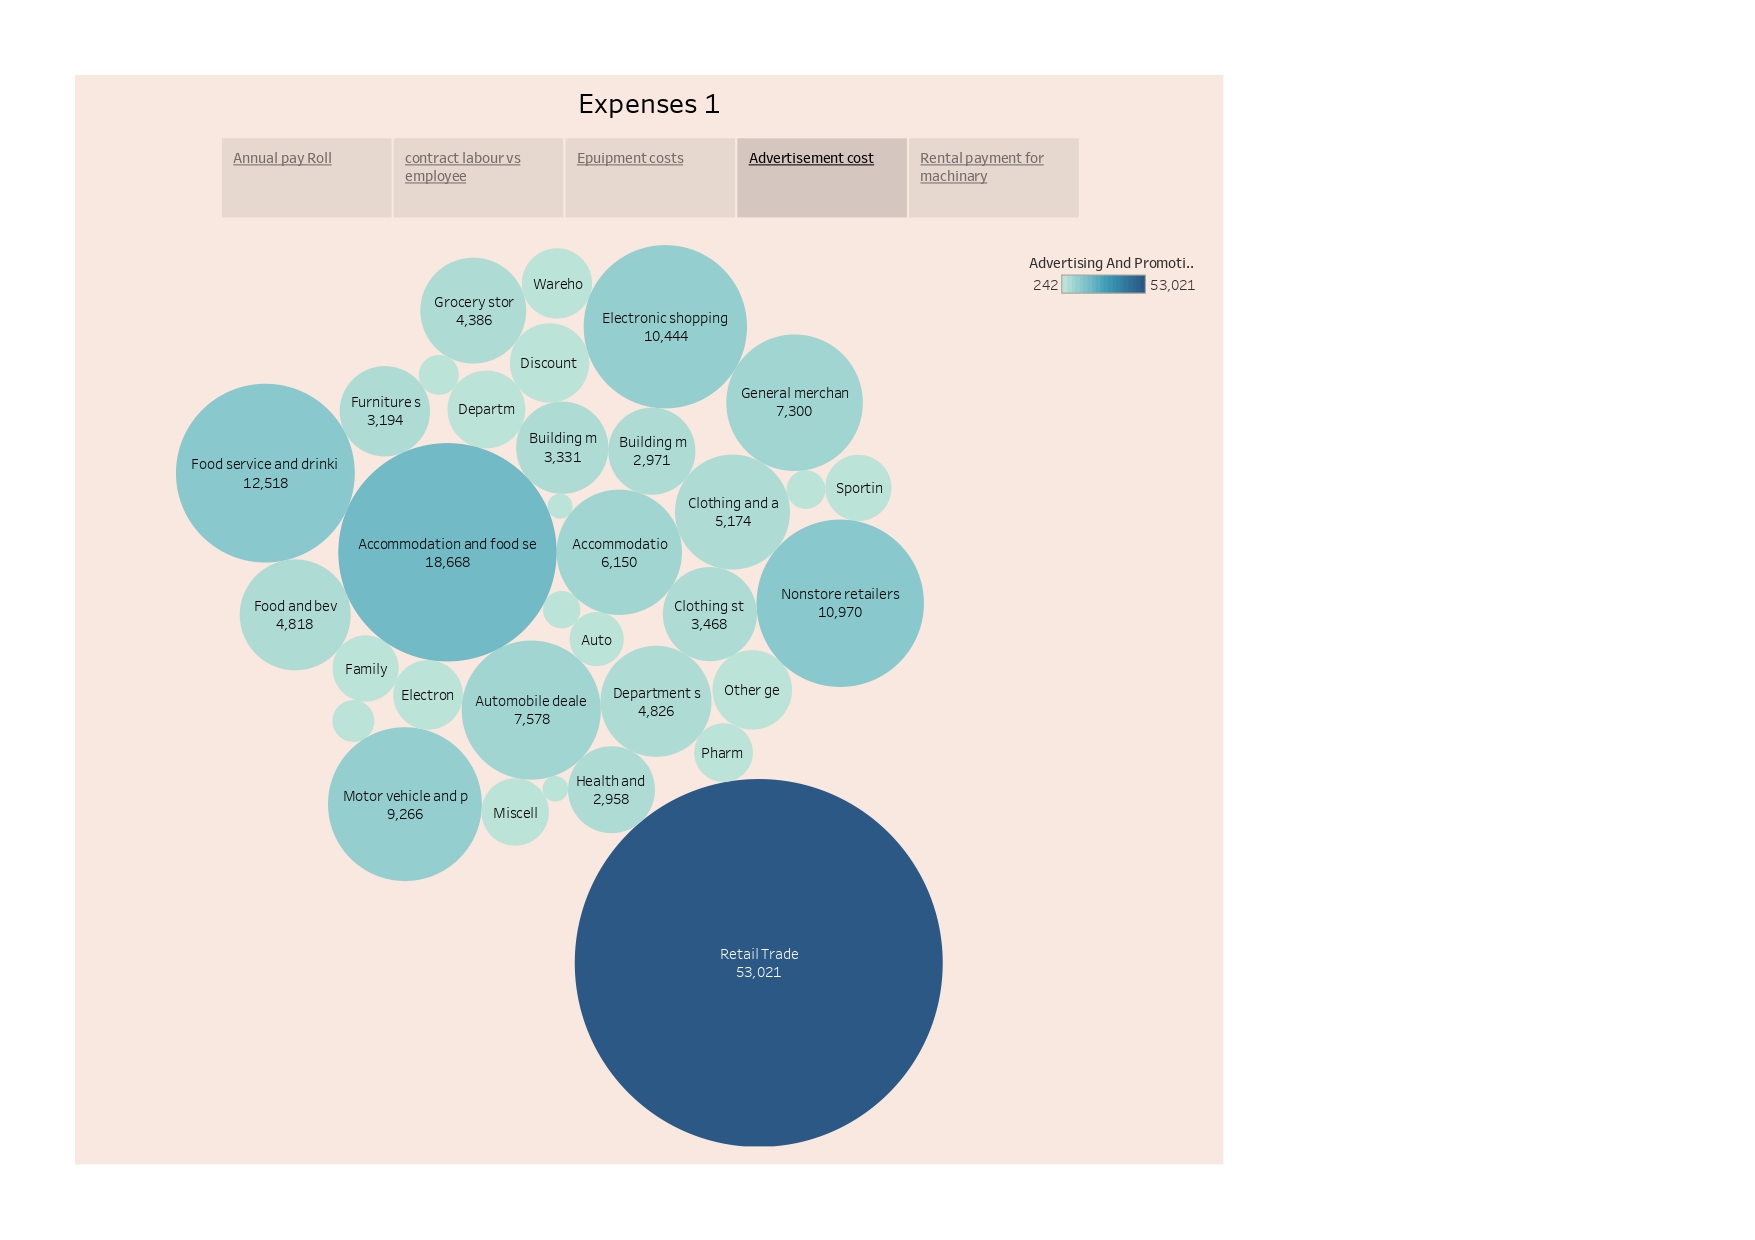 Expenses 1
Annual pay Roll
contract labour vs
employee
Epuipment costs
Advertisement cost
Rental payment for
machinary
Advertising And Promoti..
242
53,021
Wareho
Grocery stor
4,386
Electronic shopping
10,444
Discount
General merchan
7,300
Furniture s
3,194
Departm
Building m
3,331
Building m
2,971
Food service and drinki
12,518
Sportin
Clothing and a
5,174
Accommodation and food se
18,668
Accommodatio
6,150
Nonstore retailers
10,970
Food and bev
4,818
Clothing st
3,468
Auto
Family
Electron
Automobile deale
7,578
Department s
4,826
Other ge
Pharm
Motor vehicle and p
9,266
Miscell
Health and
2,958
Retail Trade
53,021